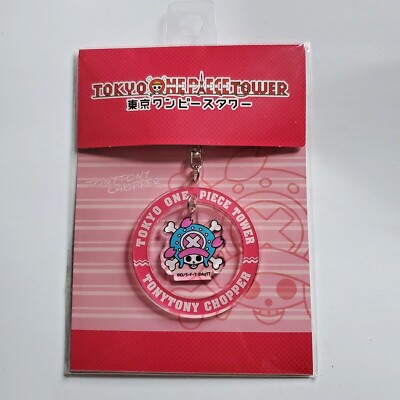 TOKYO ONE PIECE TOWER
東京ワンピースタワー
TONYTONY
CHOPPER
TOKYO ONE PIECE TOWER
TONYTONY CHOPPER